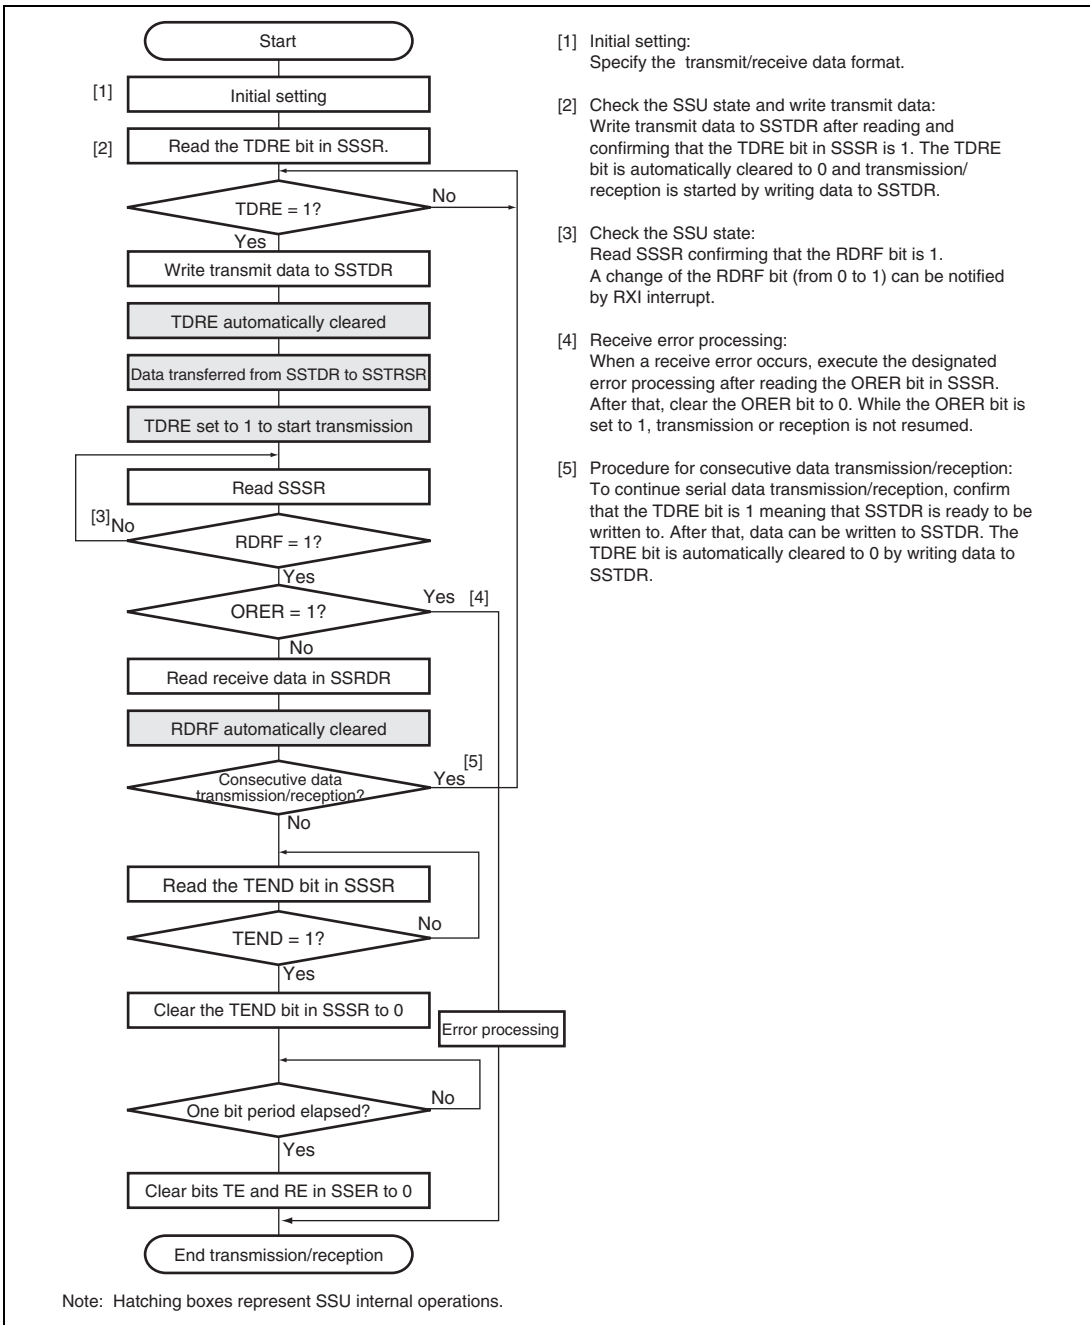 Start
[1] Initial setting
[2] Read the TDRE bit in SSSR.
TDRE = 1?
No
Yes
Write transmit data to SSTDR
TDRE automatically cleared
Data transferred from SSTDR to SSTRSR
TDRE set to 1 to start transmission
Read SSSR
[3]
No
RDRF = 1?
Yes
ORER = 1?
Yes [4]
No
Read receive data in SSRDR
RDRF automatically cleared
Consecutive data
transmission/reception?
Yes
[5]
No
Read the TEND bit in SSSR
TEND = 1?
No
Yes
Clear the TEND bit in SSSR to 0
Error processing
One bit period elapsed?
No
Yes
Clear bits TE and RE in SSER to 0
End transmission/reception
[1] Initial setting:
Specify the transmit/receive data format.
[2] Check the SSU state and write transmit data:
Write transmit data to SSTDR after reading and
confirming that the TDRE bit in SSSR is 1. The TDRE
bit is automatically cleared to 0 and transmission/
reception is started by writing data to SSTDR.
[3] Check the SSU state:
Read SSSR confirming that the RDRF bit is 1.
A change of the RDRF bit (from 0 to 1) can be notified
by RXI interrupt.
[4] Receive error processing:
When a receive error occurs, execute the designated
error processing after reading the ORER bit in SSSR.
After that, clear the ORER bit to 0. While the ORER bit is
set to 1, transmission or reception is not resumed.
[5] Procedure for consecutive data transmission/reception:
To continue serial data transmission/reception, confirm
that the TDRE bit is 1 meaning that SSTDR is ready to be
written to. After that, data can be written to SSTDR. The
TDRE bit is automatically cleared to 0 by writing data to
SSTDR.
Note: Hatching boxes represent SSU internal operations.